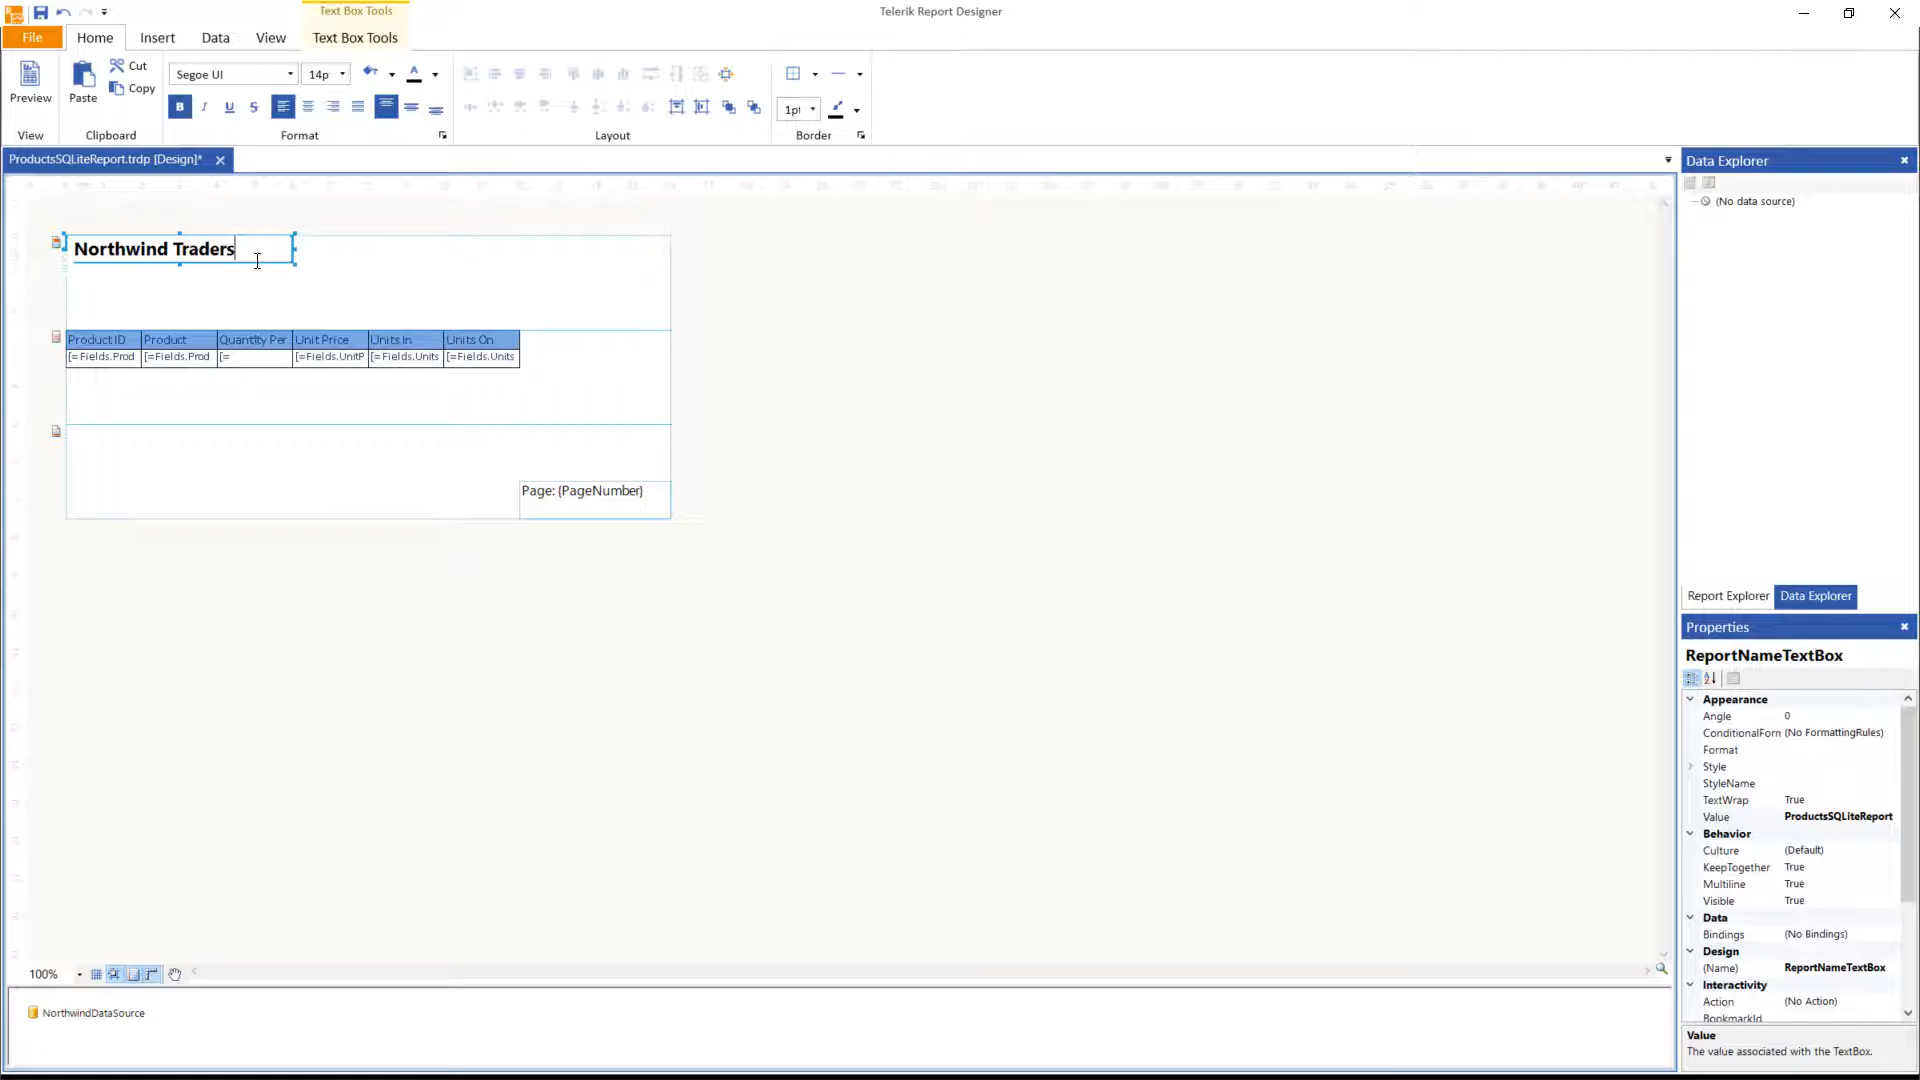 Text Box Tools
Telerik Report Designer
File
Home
Insert
Data
View
Text Box Tools
Preview
Paste
Cut
Copy
Segoe UI
14p
A
B
I
U
S
1pt
View
Clipboard
Format
Layout
Border
ProductsSQLiteReport.trdp [Design]*
Data Explorer
(No data source)
Northwind Traders
Product ID
Product
Quantity Per
Unit Price
Units In
Units On
[=Fields.Prod
[=Fields.Prod
[=
[=Fields.UnitP
[=Fields.Units
[=Fields.Units
Page: {PageNumber}
Report Explorer
Data Explorer
Properties
ReportNameTextBox
Appearance
Angle 0
ConditionalForn (No FormattingRules)
Format
Style
StyleName
TextWrap True
Value ProductsSQLiteReport
Behavior
Culture (Default)
KeepTogether True
Multiline True
Visible True
Data
Bindings (No Bindings)
Design
(Name) ReportNameTextBox
Interactivity
Action (No Action)
BookmarkId
Value
The value associated with the TextBox.
100%
NorthwindDataSource